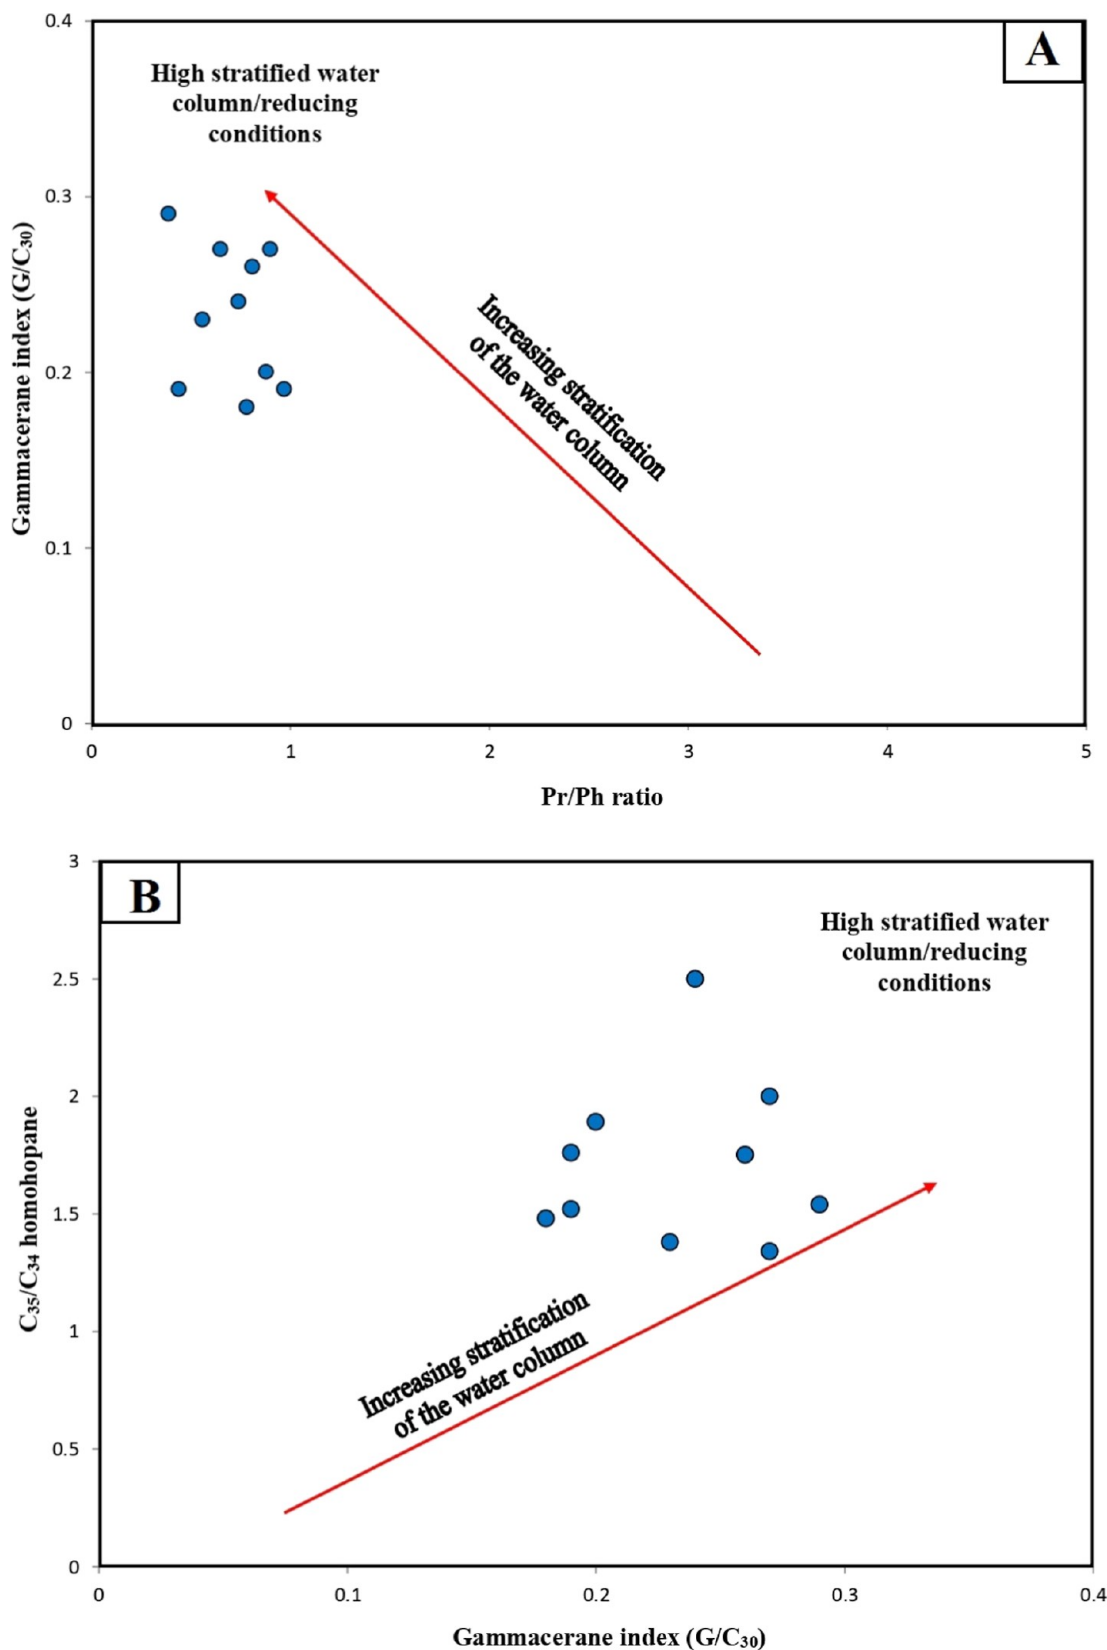 0.4
A
High stratified water
column/reducing
conditions
0.3
Gammacerane index (G/C₃₀)
Increasing stratification
of the water column
0.2
0.1
0
0 1 2 3 4 5
Pr/Ph ratio
3
B
High stratified water
column/reducing
conditions
2.5
2
C₃₅/C₃₄ homohopane
1.5
Increasing stratification
of the water column
1
0.5
0
0 0.1 0.2 0.3 0.4
Gammacerane index (G/C₃₀)